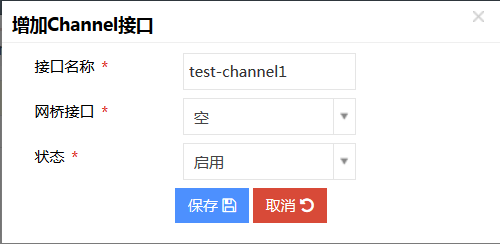 增加Channel接口
接口名称 * test-channel1
网桥接口 * 空
状态 * 启用
保存 取消